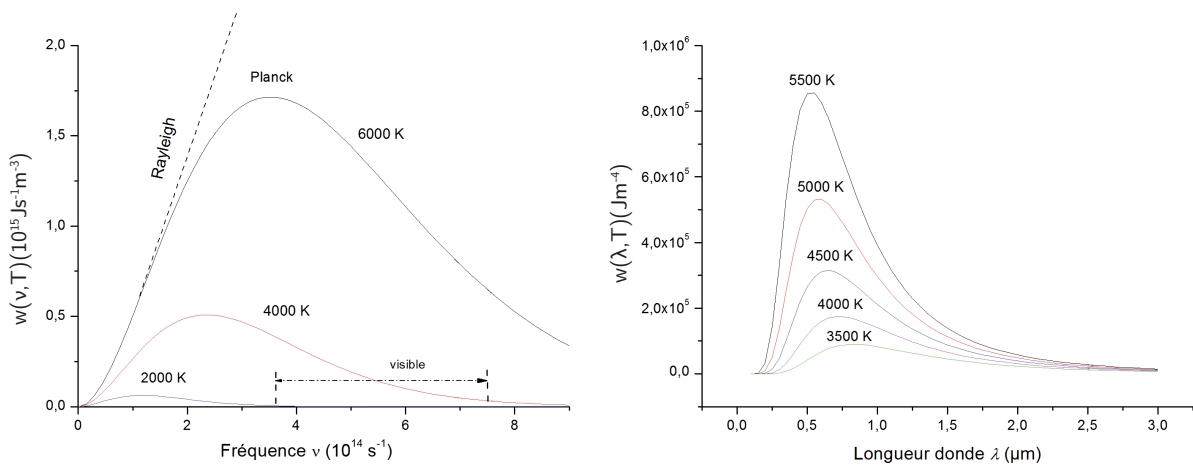 2,0
1,5
1,0
0,5
0,0
w(ν,T)(10¹⁵Js⁻¹m⁻³)
Rayleigh
Planck
6000 K
4000 K
2000 K
visible
0 2 4 6 8
Fréquence ν (10¹⁴ s⁻¹)
1,0x10⁶
8,0x10⁵
6,0x10⁵
4,0x10⁵
2,0x10⁵
0,0
w(λ,T)(Jm⁻⁴)
5500 K
5000 K
4500 K
4000 K
3500 K
0,0 0,5 1,0 1,5 2,0 2,5 3,0
Longueur donde λ (µm)